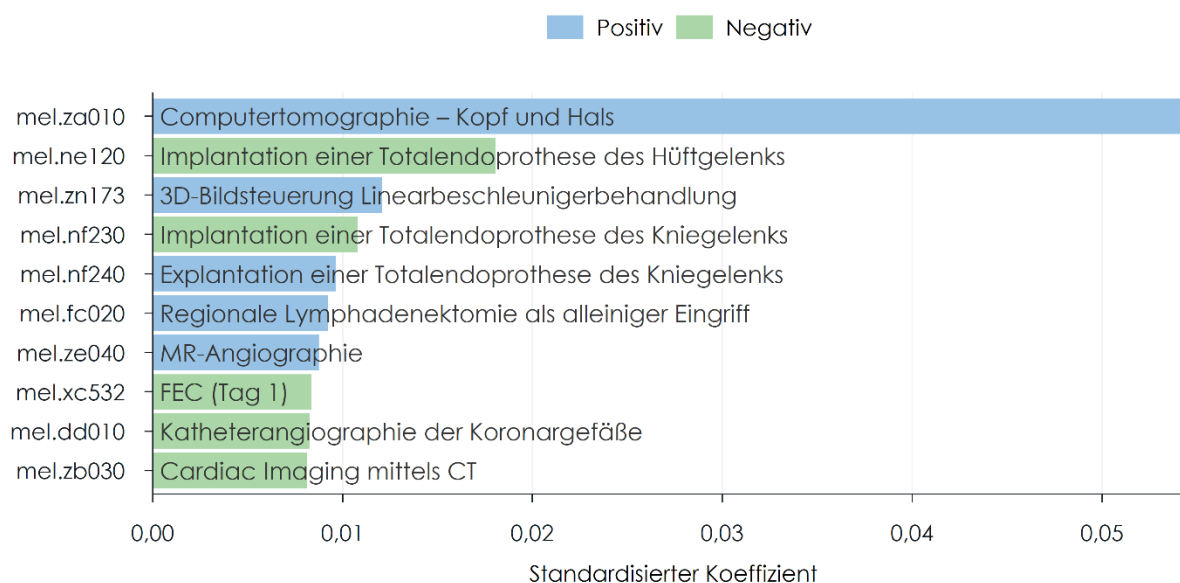 Positiv Negativ
mel.za010 Computertomographie – Kopf und Hals
mel.ne120 Implantation einer Totalendoprothese des Hüftgelenks
mel.zn173 3D-Bildsteuerung Linearbeschleunigerbehandlung
mel.nf230 Implantation einer Totalendoprothese des Kniegelenks
mel.nf240 Explantation einer Totalendoprothese des Kniegelenks
mel.fc020 Regionale Lymphadenektomie als alleiniger Eingriff
mel.ze040 MR-Angiographie
mel.xc532 FEC (Tag 1)
mel.dd010 Katheterangiographie der Koronargefäße
mel.zb030 Cardiac Imaging mittels CT
0,00 0,01 0,02 0,03 0,04 0,05
Standardisierter Koeffizient